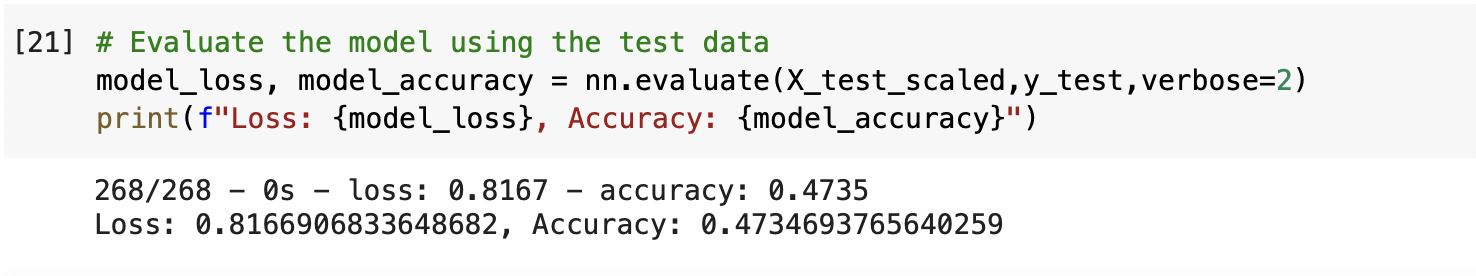 [21] # Evaluate the model using the test data
model_loss, model_accuracy = nn.evaluate(X_test_scaled,y_test,verbose=2)
print(f"Loss: {model_loss}, Accuracy: {model_accuracy}")
268/268 - 0s - loss: 0.8167 - accuracy: 0.4735
Loss: 0.8166906833648682, Accuracy: 0.4734693765640259